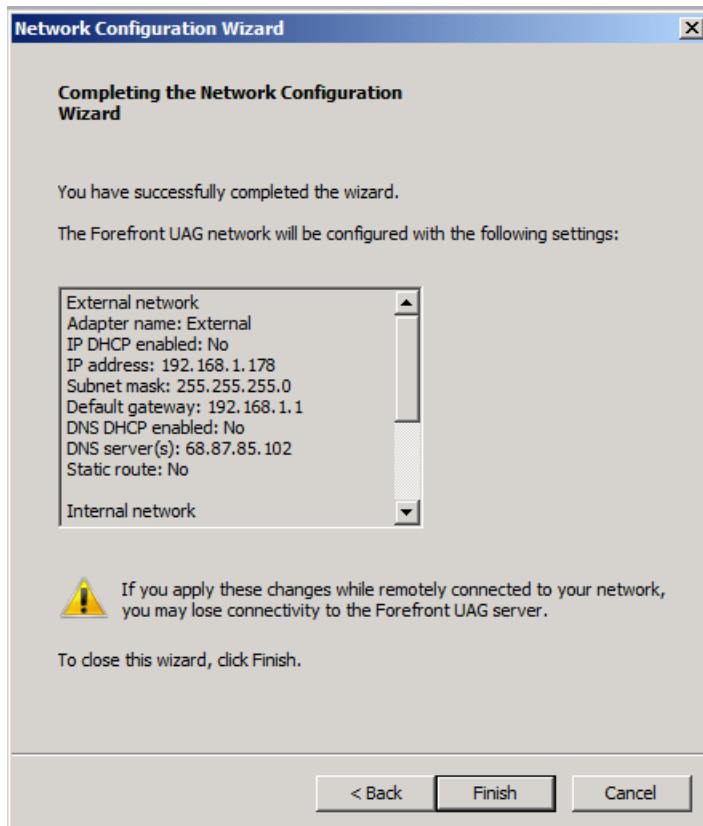 Network Configuration Wizard
Completing the Network Configuration
Wizard
You have successfully completed the wizard.
The Forefront UAG network will be configured with the following settings:
External network
Adapter name: External
IP DHCP enabled: No
IP address: 192.168.1.178
Subnet mask: 255.255.255.0
Default gateway: 192.168.1.1
DNS DHCP enabled: No
DNS server(s): 68.87.85.102
Static route: No
Internal network
If you apply these changes while remotely connected to your network,
you may lose connectivity to the Forefront UAG server.
To close this wizard, click Finish.
< Back Finish Cancel